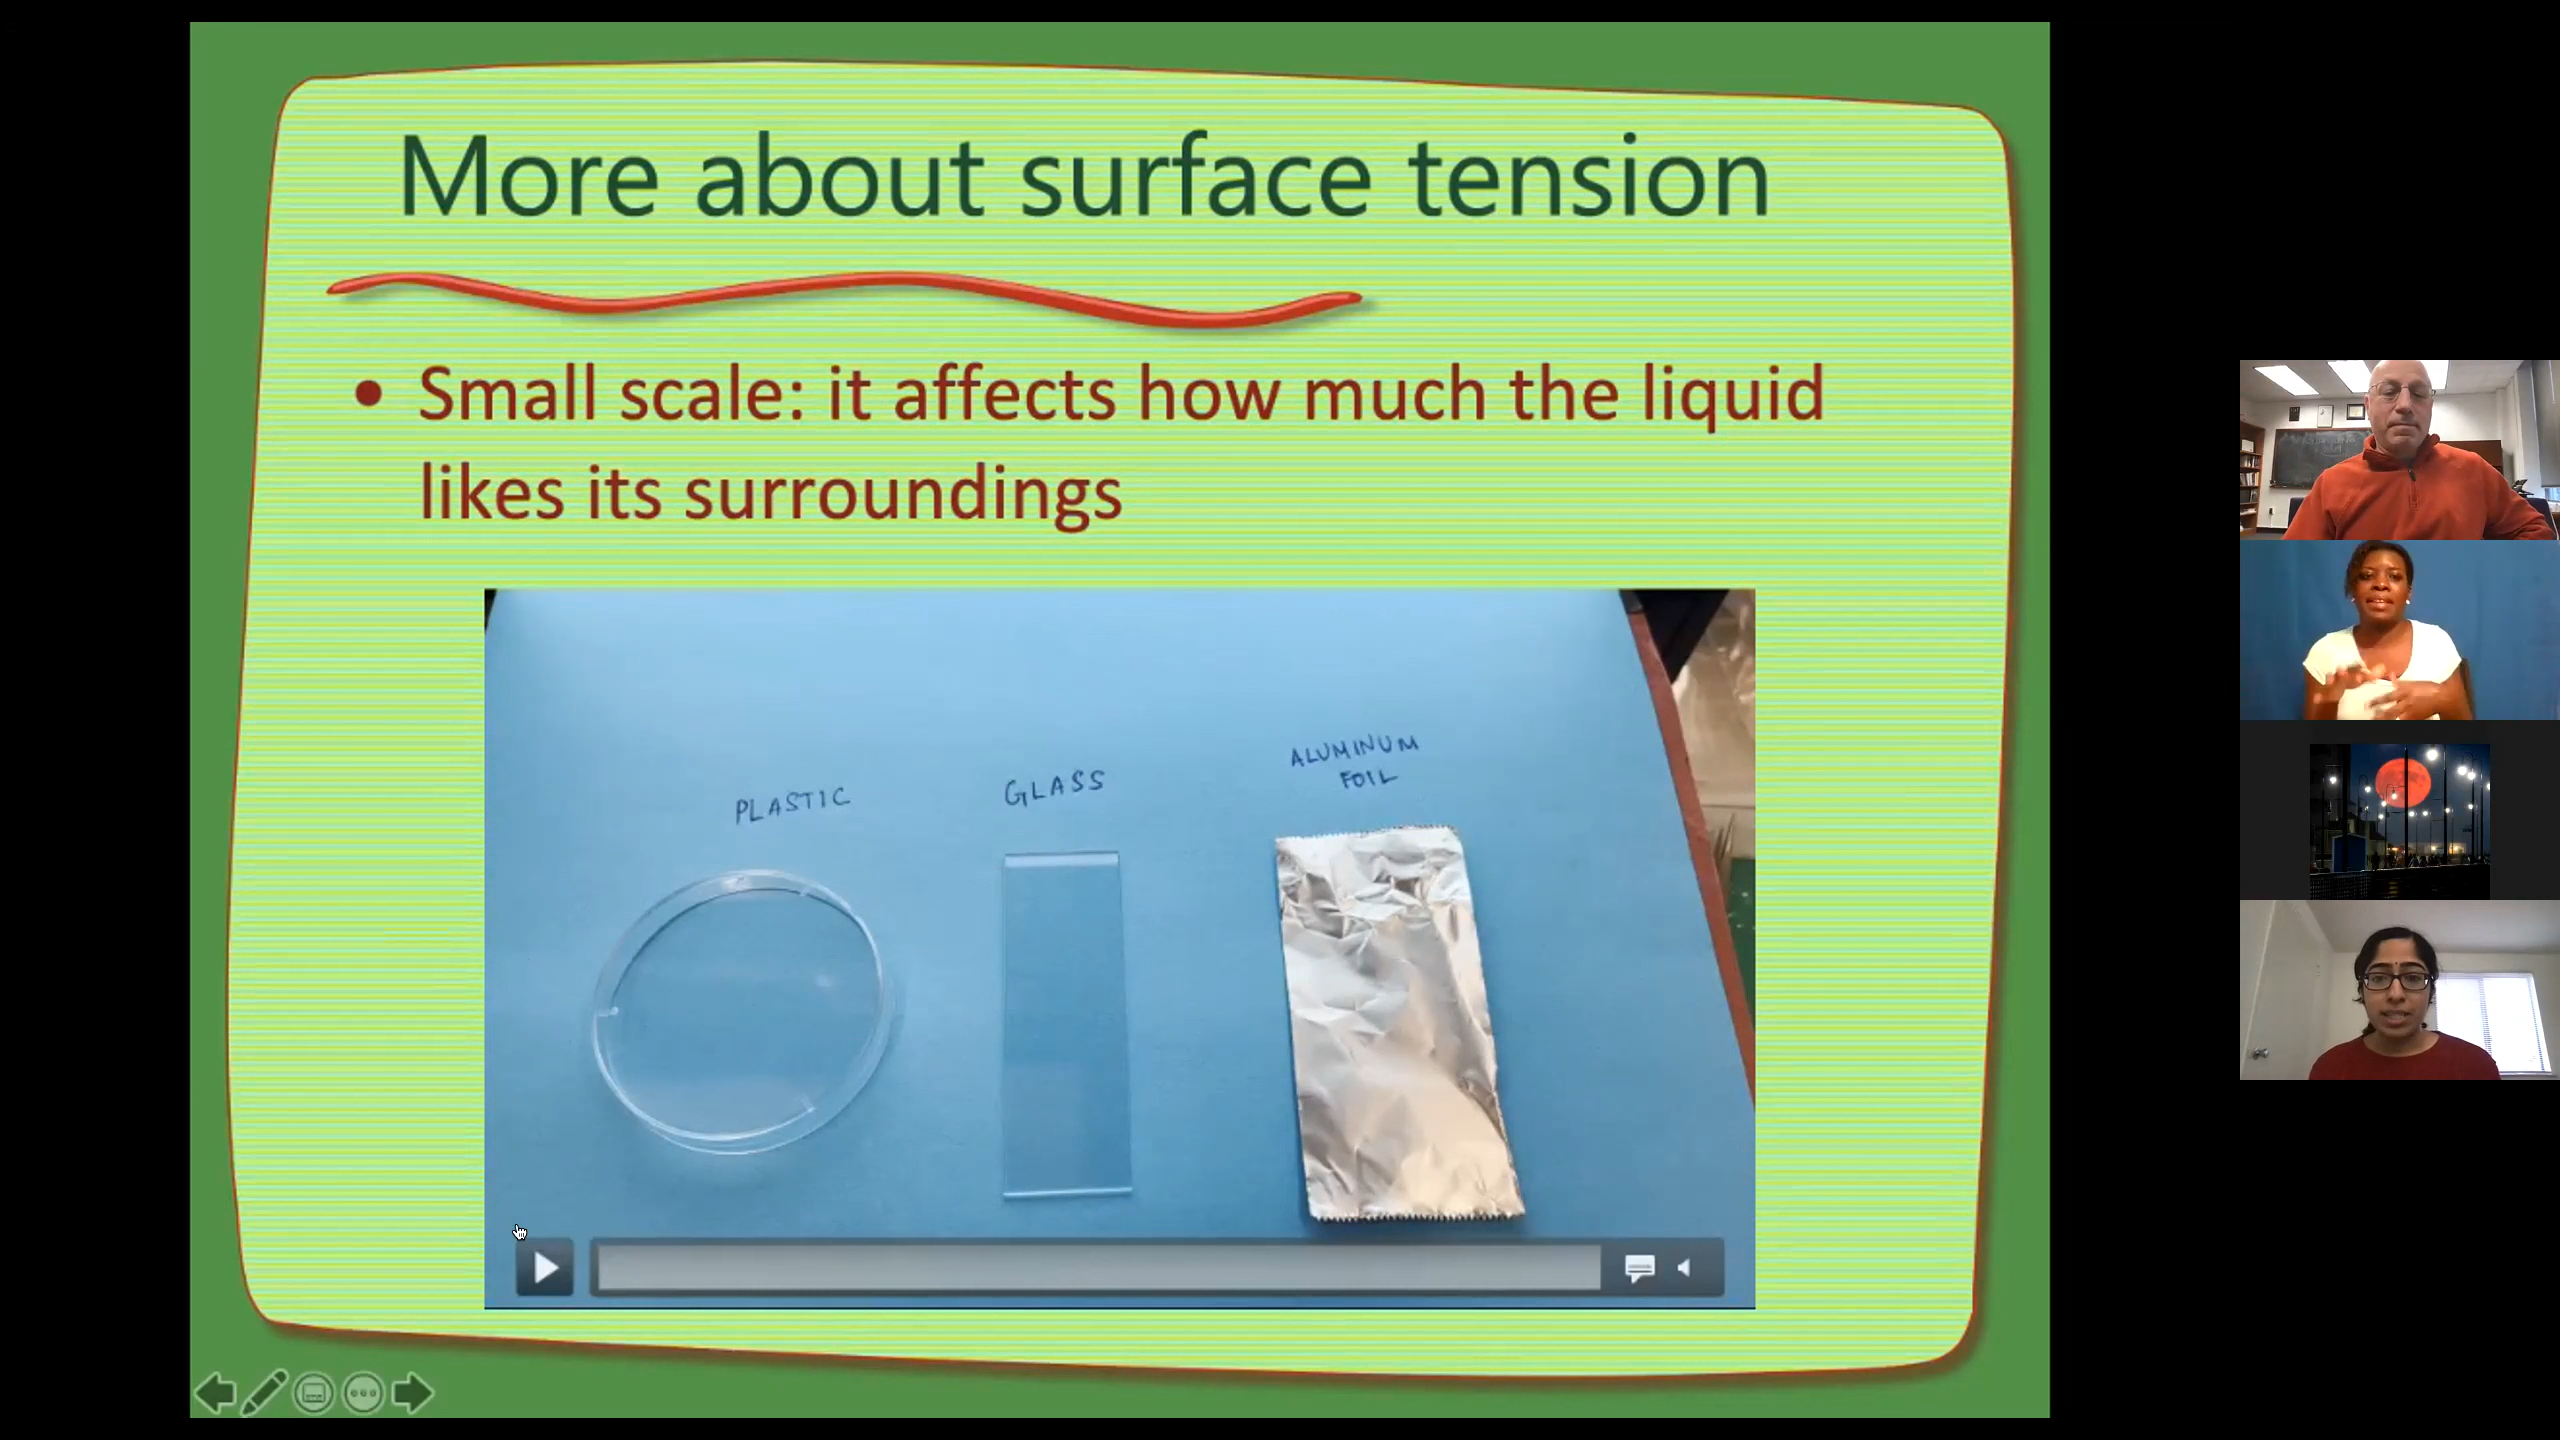 More about surface tension
• Small scale: it affects how much the liquid
likes its surroundings
PLASTIC
GLASS
ALUMINUM
FOIL